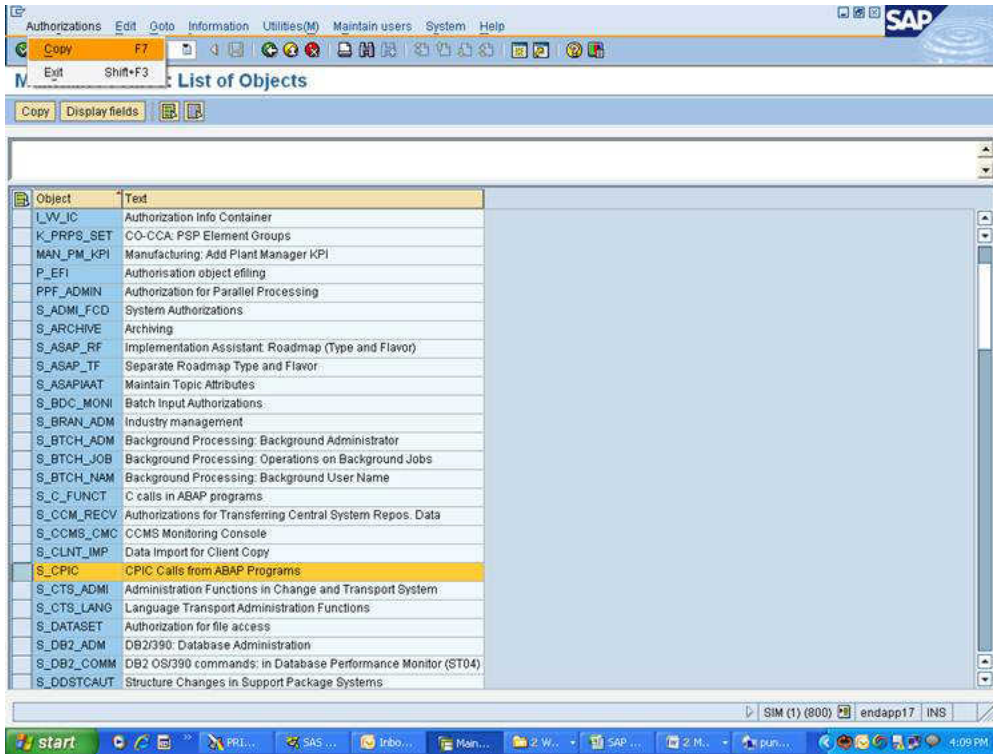 Authorizations Edit Goto Information Utilities(M) Maintain users System Help
SAP
Copy F7
Exit Shift+F3
: List of Objects
Copy Display fields
Object Text
I_VV_IC Authorization Info Container
K_PRPS_SET CO-CCA: PSP Element Groups
MAN_PM_KPI Manufacturing: Add Plant Manager KPI
P_EFI Authorisation object efiling
PPF_ADMIN Authorization for Parallel Processing
S_ADMI_FCD System Authorizations
S_ARCHIVE Archiving
S_ASAP_RF Implementation Assistant: Roadmap (Type and Flavor)
S_ASAP_TF Separate Roadmap Type and Flavor
S_ASAPIAAT Maintain Topic Attributes
S_BDC_MONI Batch Input Authorizations
S_BRAN_ADM Industry management
S_BTCH_ADM Background Processing: Background Administrator
S_BTCH_JOB Background Processing: Operations on Background Jobs
S_BTCH_NAM Background Processing: Background User Name
S_C_FUNCT C calls in ABAP programs
S_CCM_RECV Authorizations for Transferring Central System Repos. Data
S_CCMS_CMC CCMS Monitoring Console
S_CLNT_IMP Data Import for Client Copy
S_CPIC CPIC Calls from ABAP Programs
S_CTS_ADMI Administration Functions in Change and Transport System
S_CTS_LANG Language Transport Administration Functions
S_DATASET Authorization for file access
S_DB2_ADM DB2/390: Database Administration
S_DB2_COMM DB2 OS/390 commands: in Database Performance Monitor (ST04)
S_DDSTCAUT Structure Changes in Support Package Systems
SIM (1) (800) endapp17 INS
start PRI... SAS ... Inbo... Main... 2 W... SAP ... 2 M... pun... 4:09 PM